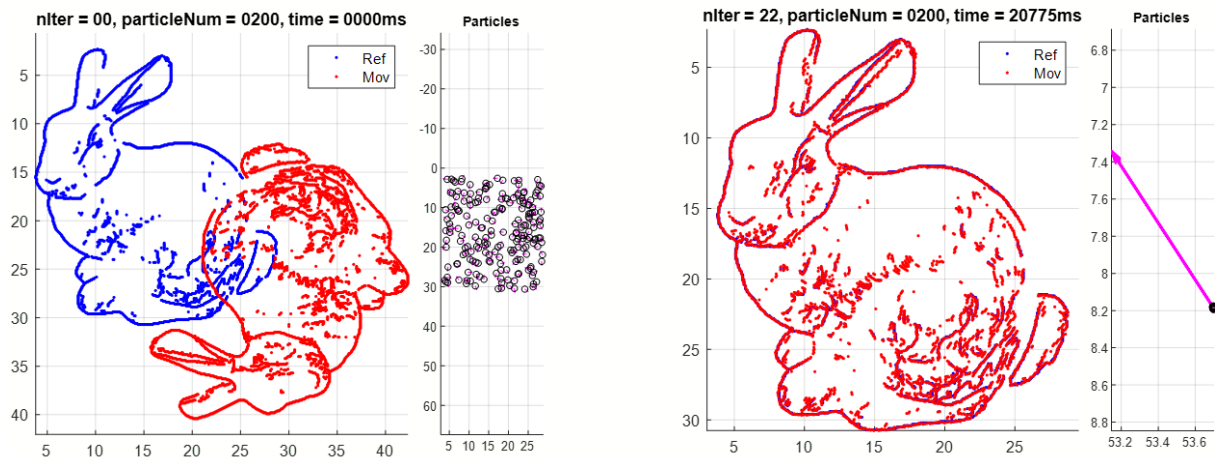 nIter = 00, particleNum = 0200, time = 0000ms
Ref
Mov
5
10
15
20
25
30
35
40
5 10 15 20 25 30 35 40
Particles
-30
-20
-10
0
10
20
30
40
50
60
5 10 15 20 25
nIter = 22, particleNum = 0200, time = 20775ms
Ref
Mov
5
10
15
20
25
30
5 10 15 20 25
Particles
6.8
7
7.2
7.4
7.6
7.8
8
8.2
8.4
8.6
8.8
53.2 53.4 53.6